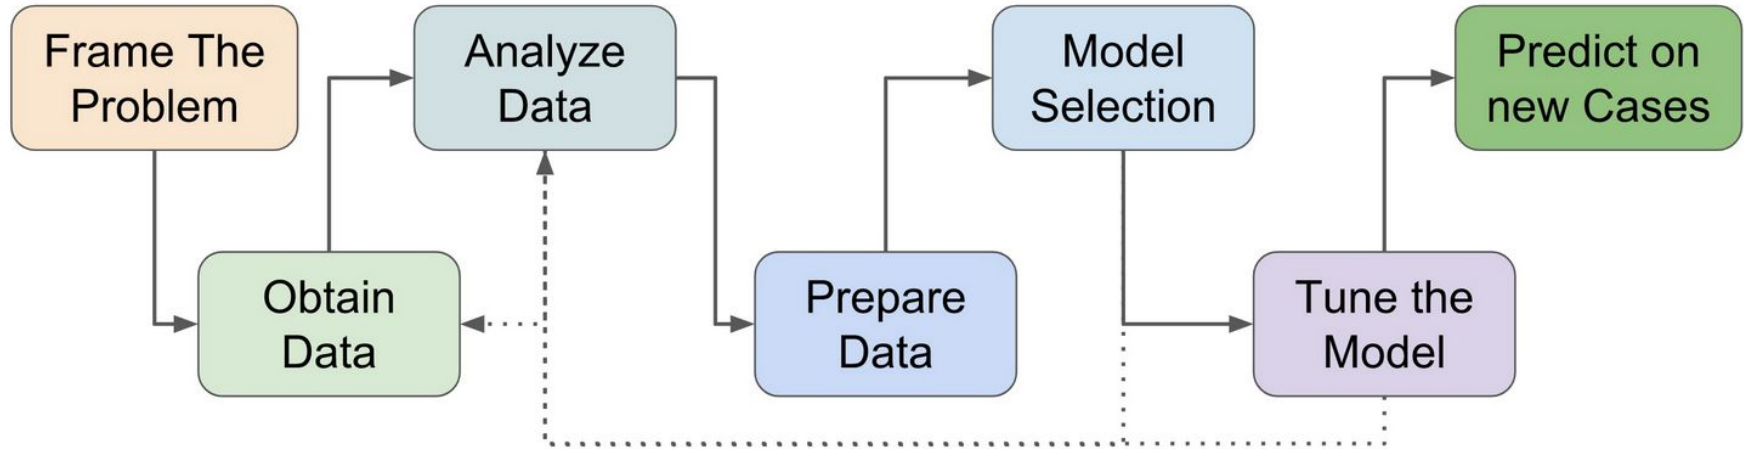 Frame The
Problem
Obtain
Data
Analyze
Data
Prepare
Data
Model
Selection
Tune the
Model
Predict on
new Cases